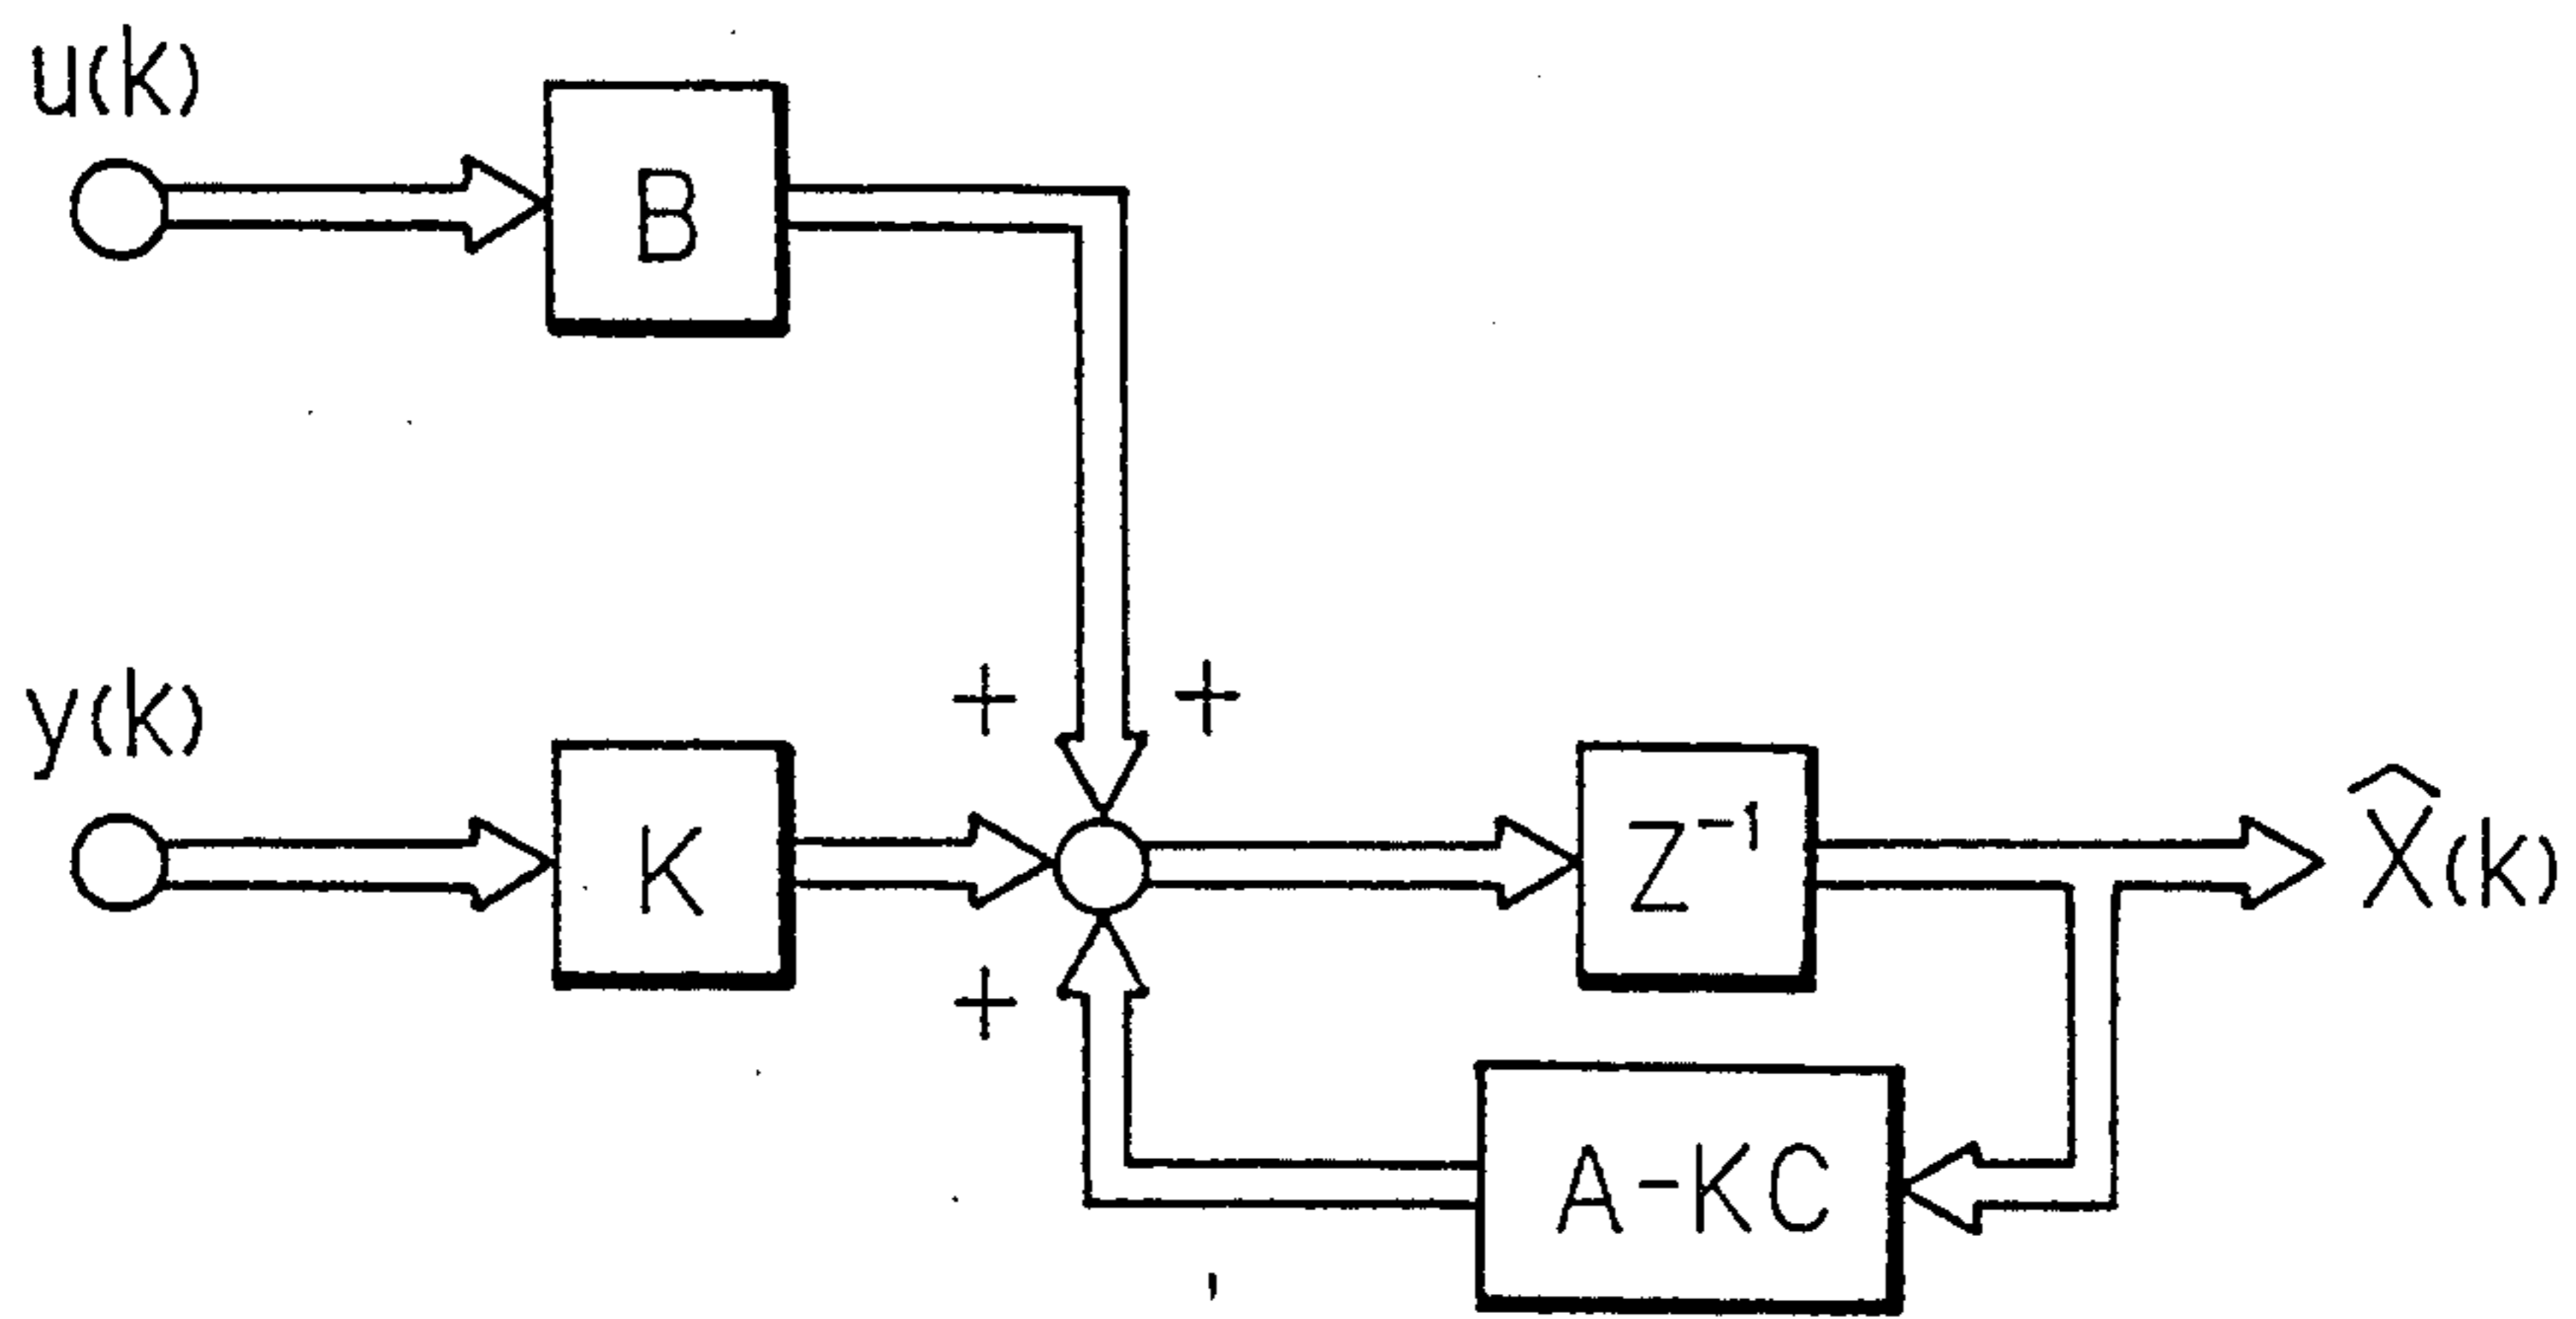 u(k)
B
y(k)
+ +
K
Z⁻¹
X̂(k)
+
A-KC